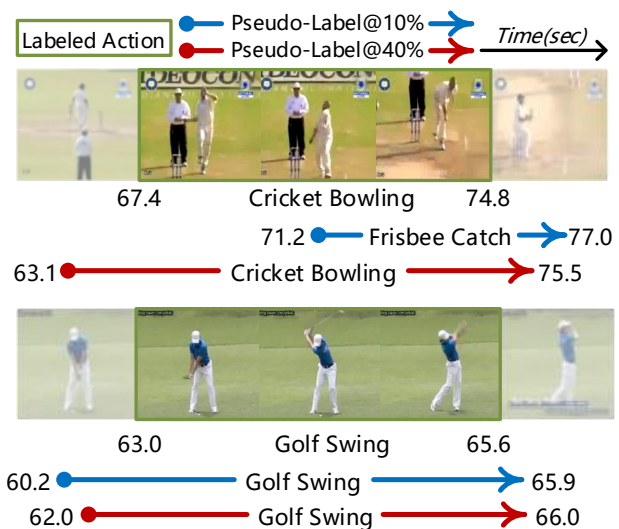 Labeled Action
Pseudo-Label@10%
Pseudo-Label@40%
Time(sec)
DEOCON
DEOCON
67.4 Cricket Bowling 74.8
71.2 Frisbee Catch 77.0
63.1 Cricket Bowling 75.5
63.0 Golf Swing 65.6
60.2 Golf Swing 65.9
62.0 Golf Swing 66.0